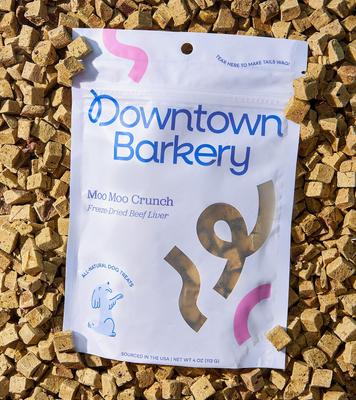 TEAR HERE TO MAKE TAILS WAG!
Downtown
Barkery
Moo Moo Crunch
Freeze Dried Beef Liver
ALL NATURAL DOG TREATS
SOURCED IN THE USA | NET WT 4 OZ (113 G)